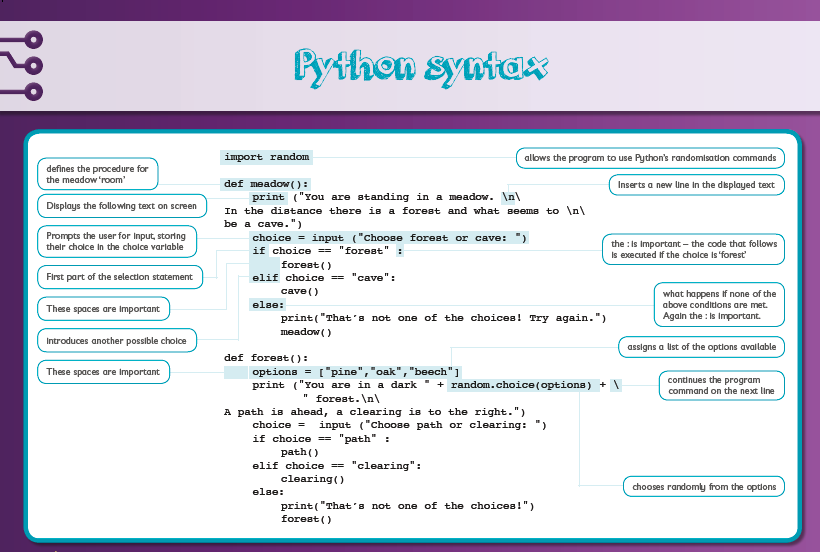 Python syntax
import random
allows the program to use Python's randomisation commands
defines the procedure for
the meadow 'room'
def meadow():
Inserts a new line in the displayed text
Displays the following text on screen
print ("You are standing in a meadow. \n\
In the distance there is a forest and what seems to \n\
be a cave.")
Prompts the user for input, storing
their choice in the choice variable
choice = input ("Choose forest or cave: ")
if choice == "forest" :
the : is important – the code that follows
is executed if the choice is 'forest'
First part of the selection statement
forest()
elif choice == "cave":
cave()
These spaces are important
else:
what happens if none of the
above conditions are met.
Again the : is important.
print("That's not one of the choices! Try again.")
meadow()
introduces another possible choice
assigns a list of the options available
def forest():
These spaces are important
options = ["pine","oak","beech"]
print ("You are in a dark " + random.choice(options) + \
continues the program
command on the next line
" forest.\n\
A path is ahead, a clearing is to the right.")
choice =  input ("Choose path or clearing: ")
if choice == "path" :
path()
elif choice == "clearing":
clearing()
chooses randomly from the options
else:
print("That's not one of the choices!")
forest()